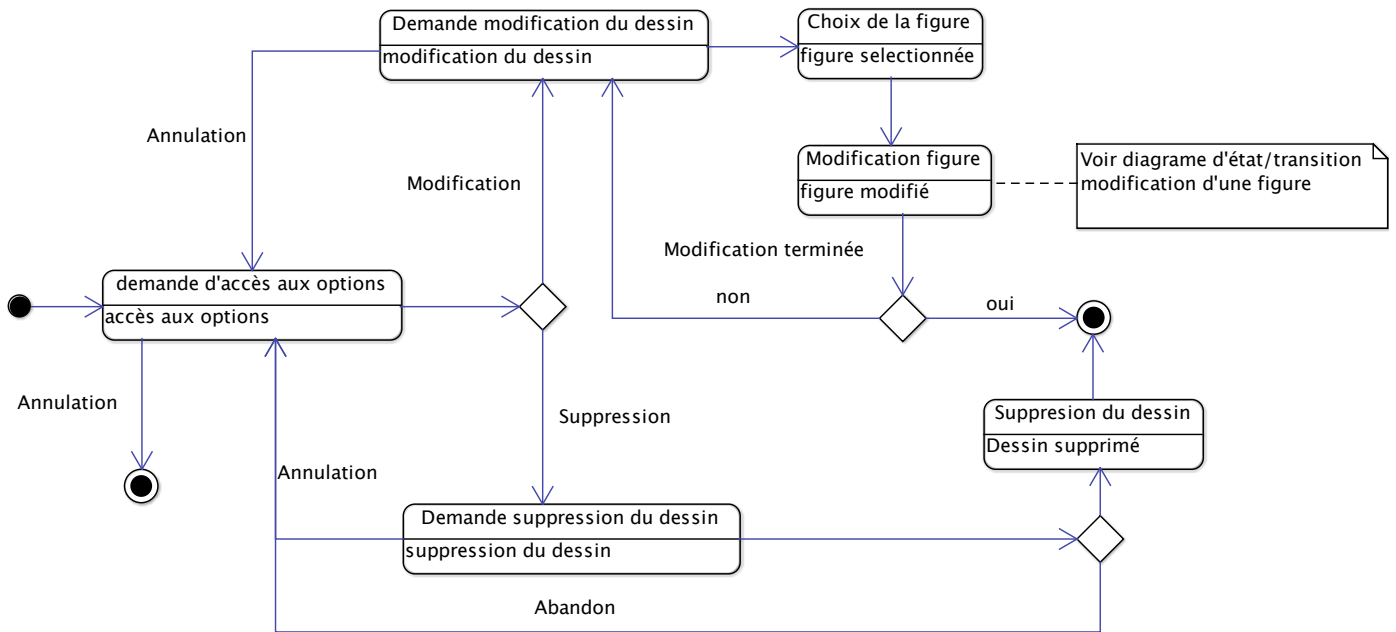 Demande modification du dessin
modification du dessin
Choix de la figure
figure selectionnée
Annulation
Modification
Modification figure
figure modifié
Voir diagrame d'état/transition
modification d'une figure
Modification terminée
demande d'accès aux options
accès aux options
non
oui
Annulation
Suppression
Suppresion du dessin
Dessin supprimé
Annulation
Demande suppression du dessin
suppression du dessin
Abandon